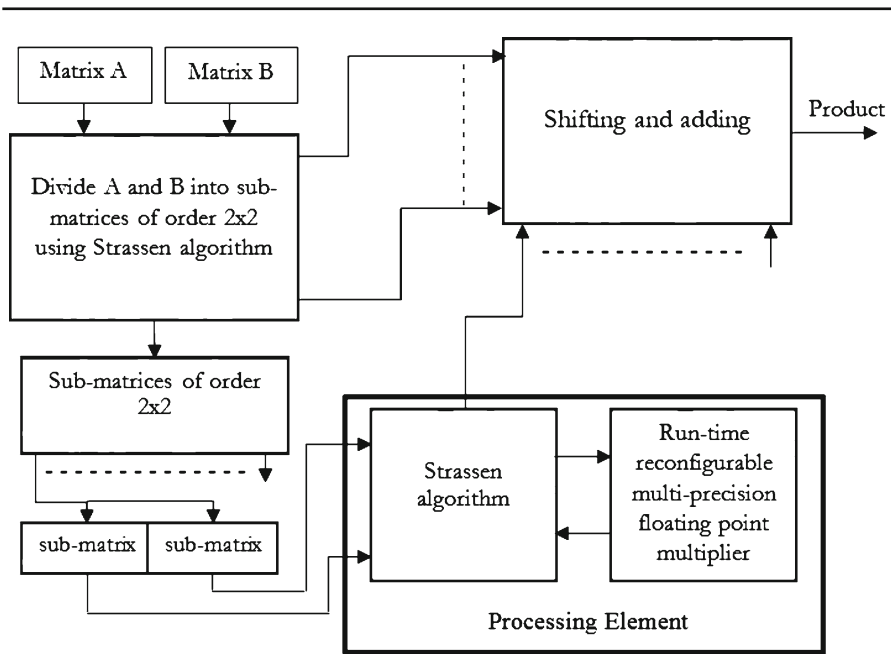 Matrix A
Matrix B
Divide A and B into sub-
matrices of order 2x2
using Strassen algorithm
Shifting and adding
Product
Sub-matrices of order
2x2
sub-matrix
sub-matrix
Strassen
algorithm
Run-time
reconfigurable
multi-precision
floating point
multiplier
Processing Element